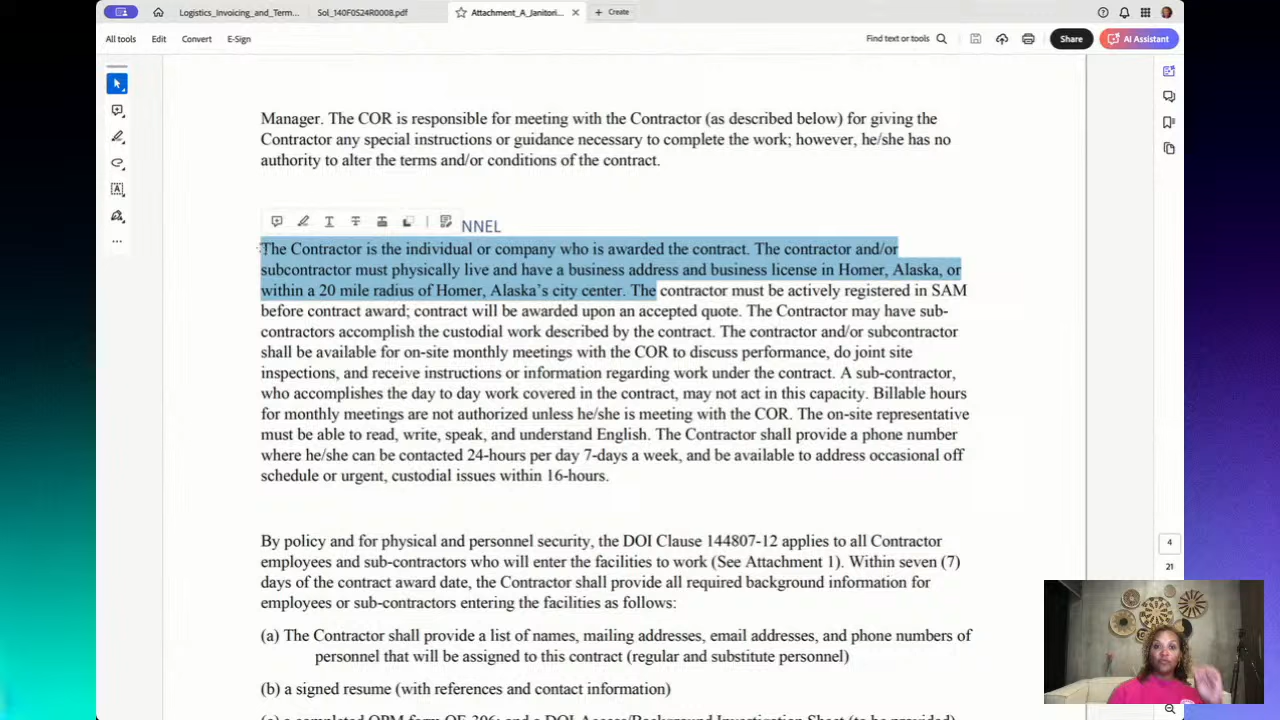 Logistics_Invoicing_and_Term...
Sol_140F0S24R0008.pdf
Attachment_A_Janitori...
Create
All tools
Edit
Convert
E-Sign
Find text or tools
Share
AI Assistant
Manager. The COR is responsible for meeting with the Contractor (as described below) for giving the
Contractor any special instructions or guidance necessary to complete the work; however, he/she has no
authority to alter the terms and/or conditions of the contract.
NNEL
The Contractor is the individual or company who is awarded the contract. The contractor and/or
subcontractor must physically live and have a business address and business license in Homer, Alaska, or
within a 20 mile radius of Homer, Alaska's city center. The contractor must be actively registered in SAM
before contract award; contract will be awarded upon an accepted quote. The Contractor may have sub-
contractors accomplish the custodial work described by the contract. The contractor and/or subcontractor
shall be available for on-site monthly meetings with the COR to discuss performance, do joint site
inspections, and receive instructions or information regarding work under the contract. A sub-contractor,
who accomplishes the day to day work covered in the contract, may not act in this capacity. Billable hours
for monthly meetings are not authorized unless he/she is meeting with the COR. The on-site representative
must be able to read, write, speak, and understand English. The Contractor shall provide a phone number
where he/she can be contacted 24-hours per day 7-days a week, and be available to address occasional off
schedule or urgent, custodial issues within 16-hours.
By policy and for physical and personnel security, the DOI Clause 144807-12 applies to all Contractor
employees and sub-contractors who will enter the facilities to work (See Attachment 1). Within seven (7)
days of the contract award date, the Contractor shall provide all required background information for
employees or sub-contractors entering the facilities as follows:
(a) The Contractor shall provide a list of names, mailing addresses, email addresses, and phone numbers of
personnel that will be assigned to this contract (regular and substitute personnel)
(b) a signed resume (with references and contact information)
(c) a completed OPM form OF-306; and a DOI Access/Background Investigation Sheet (to be provided)
4
21